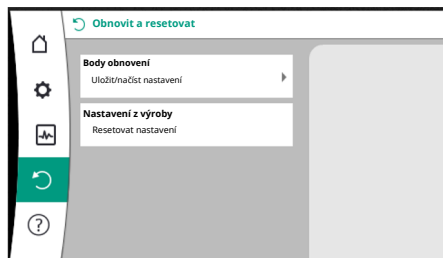 Obnovit a resetovat
Body obnovení
Uložit/načíst nastavení
Nastavení z výroby
Resetovat nastavení